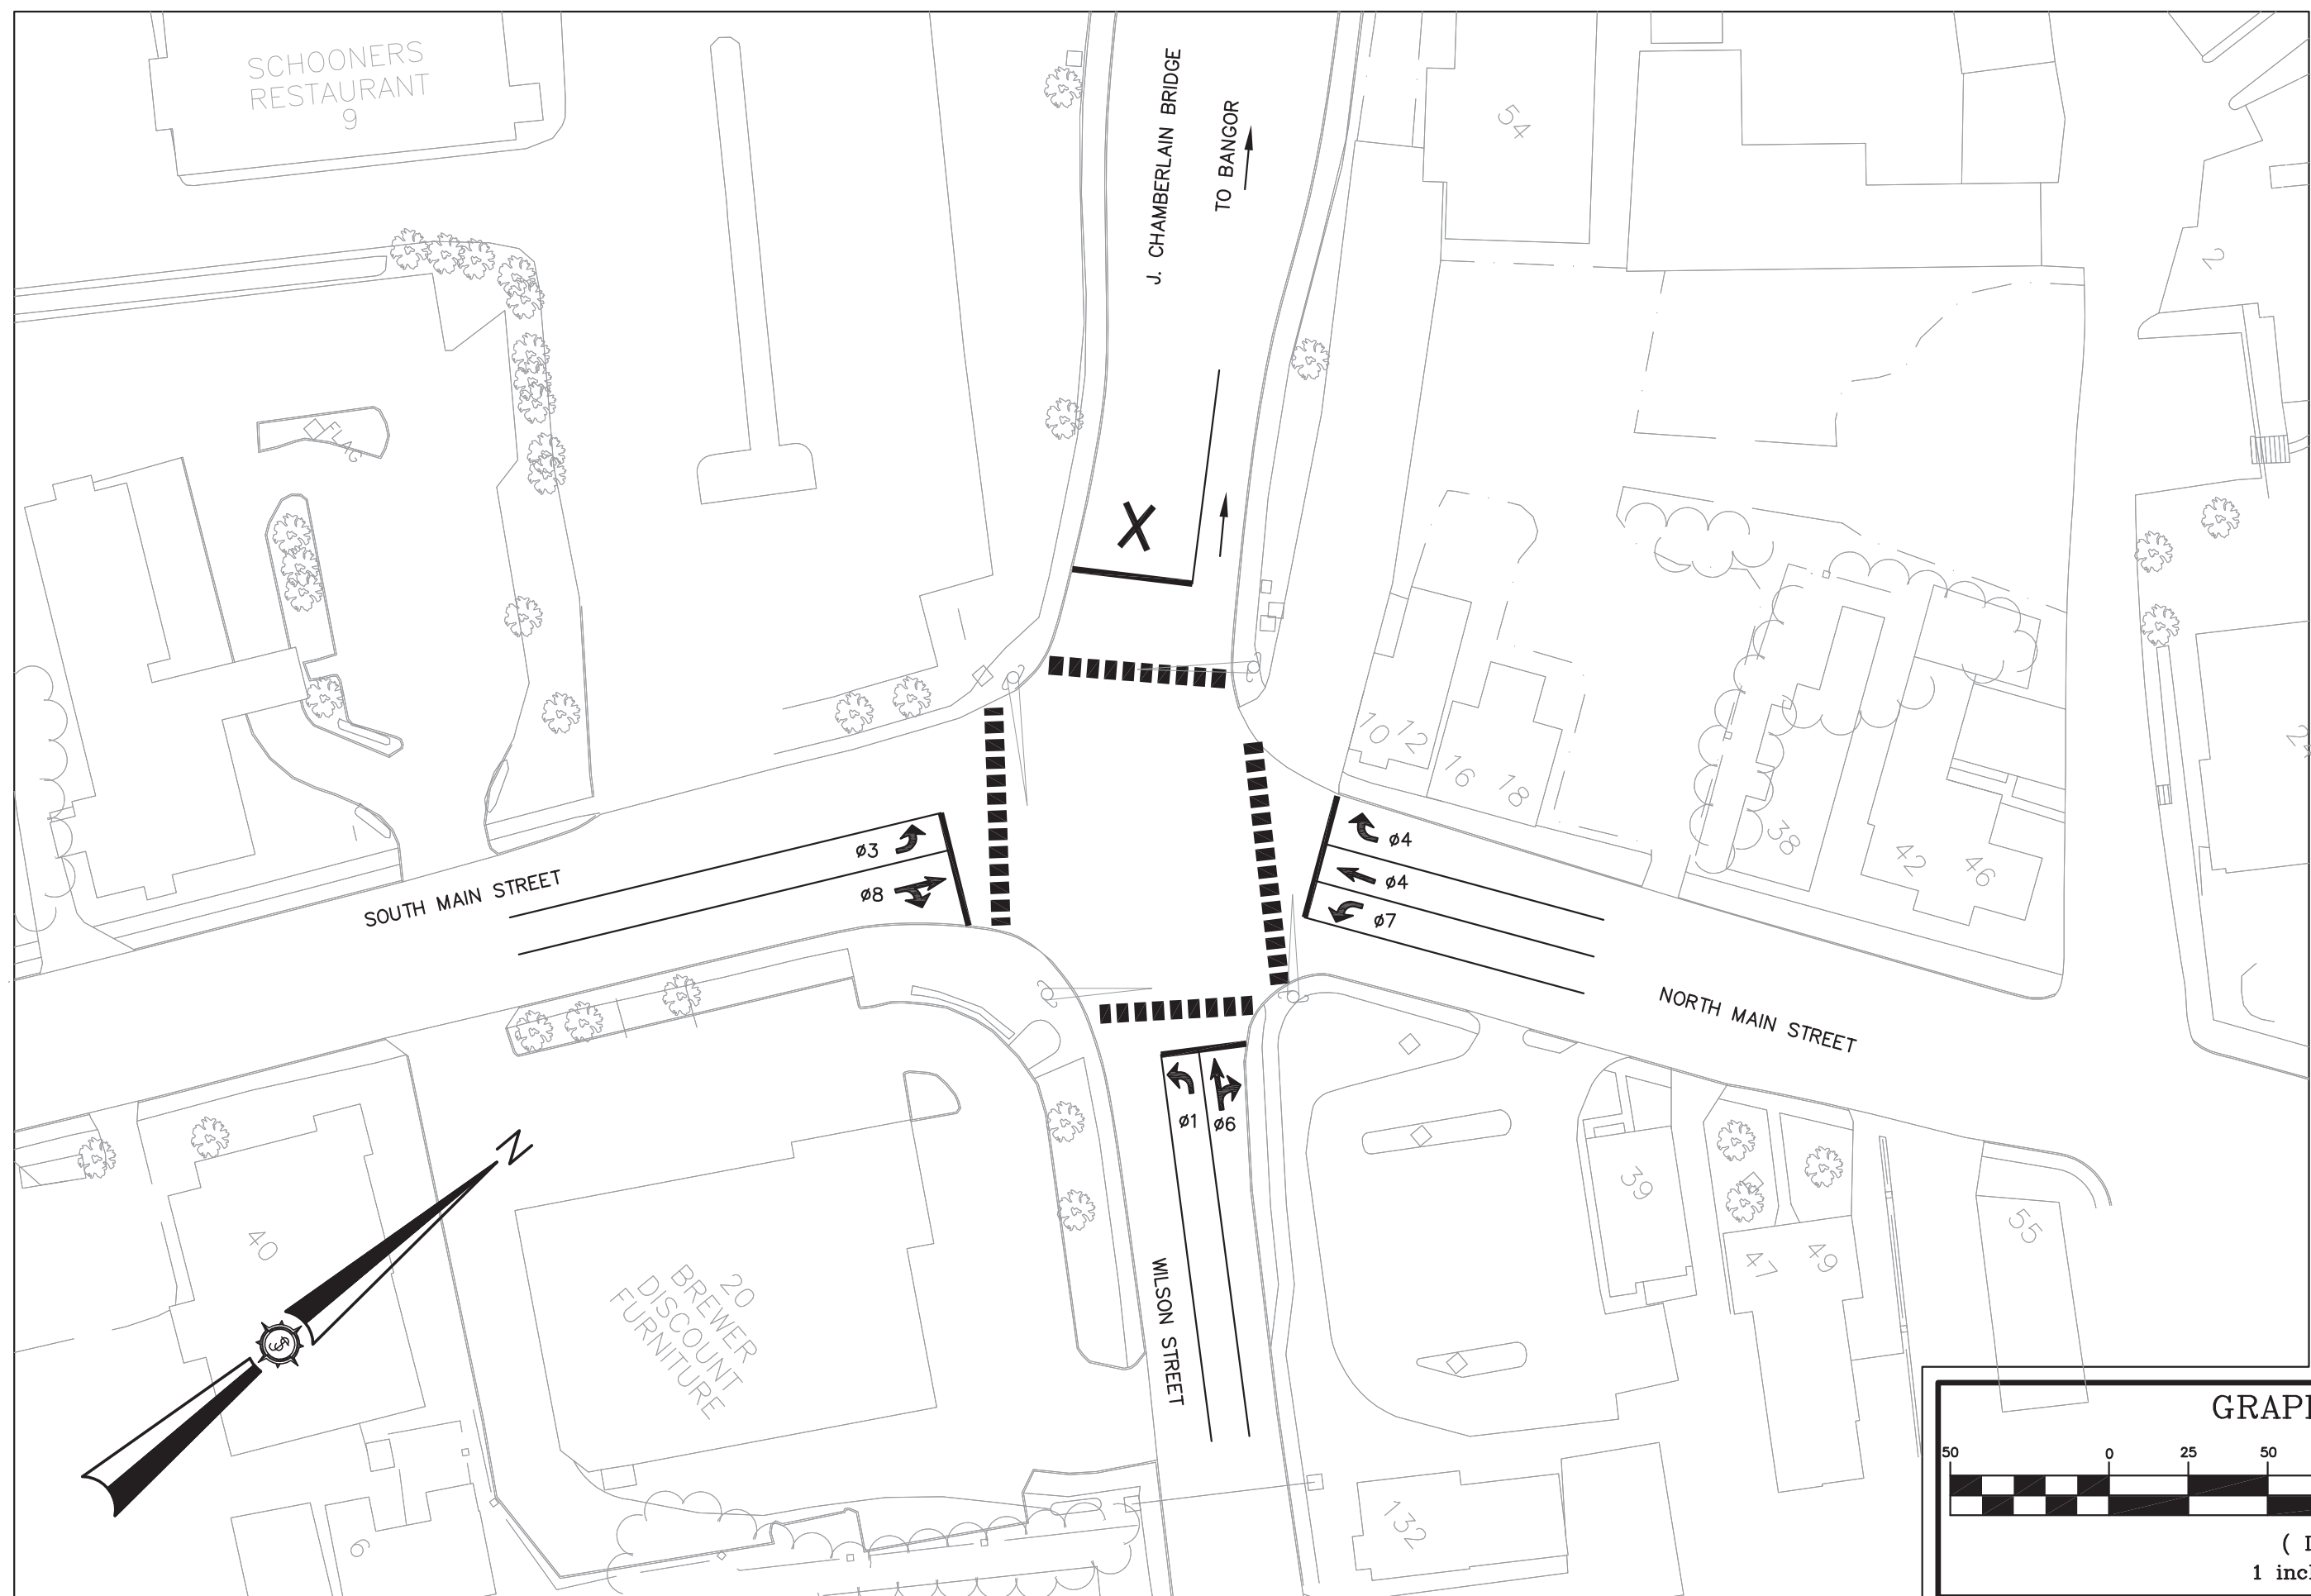 SCHOONERS
RESTAURANT
9
J. CHAMBERLAIN BRIDGE
TO BANGOR
54
2
X
10
12
16
18
38
42
46
ø3
ø8
SOUTH MAIN STREET
ø4
ø4
ø7
NORTH MAIN STREET
ø1
ø6
WILSON STREET
N
40
20
BREWER
DISCOUNT
FURNITURE
39
47
49
55
132
6
50
0
25
50